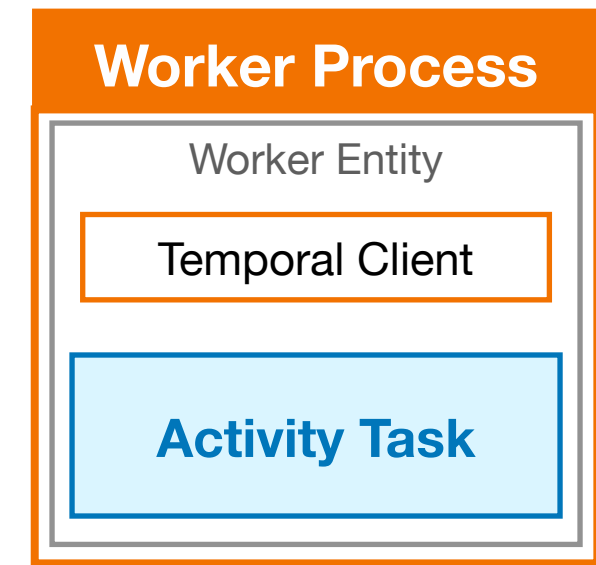 Worker Process
Worker Entity
Temporal Client
Activity Task